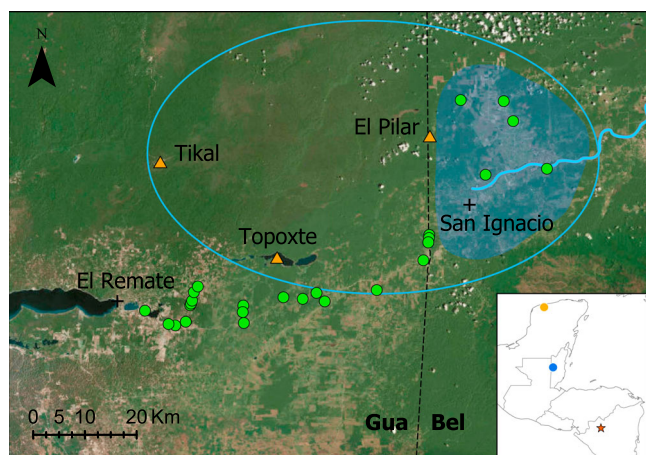 N
El Pilar
Tikal
San Ignacio
Topoxte
El Remate
0 5 10 20 Km
Gua Bel